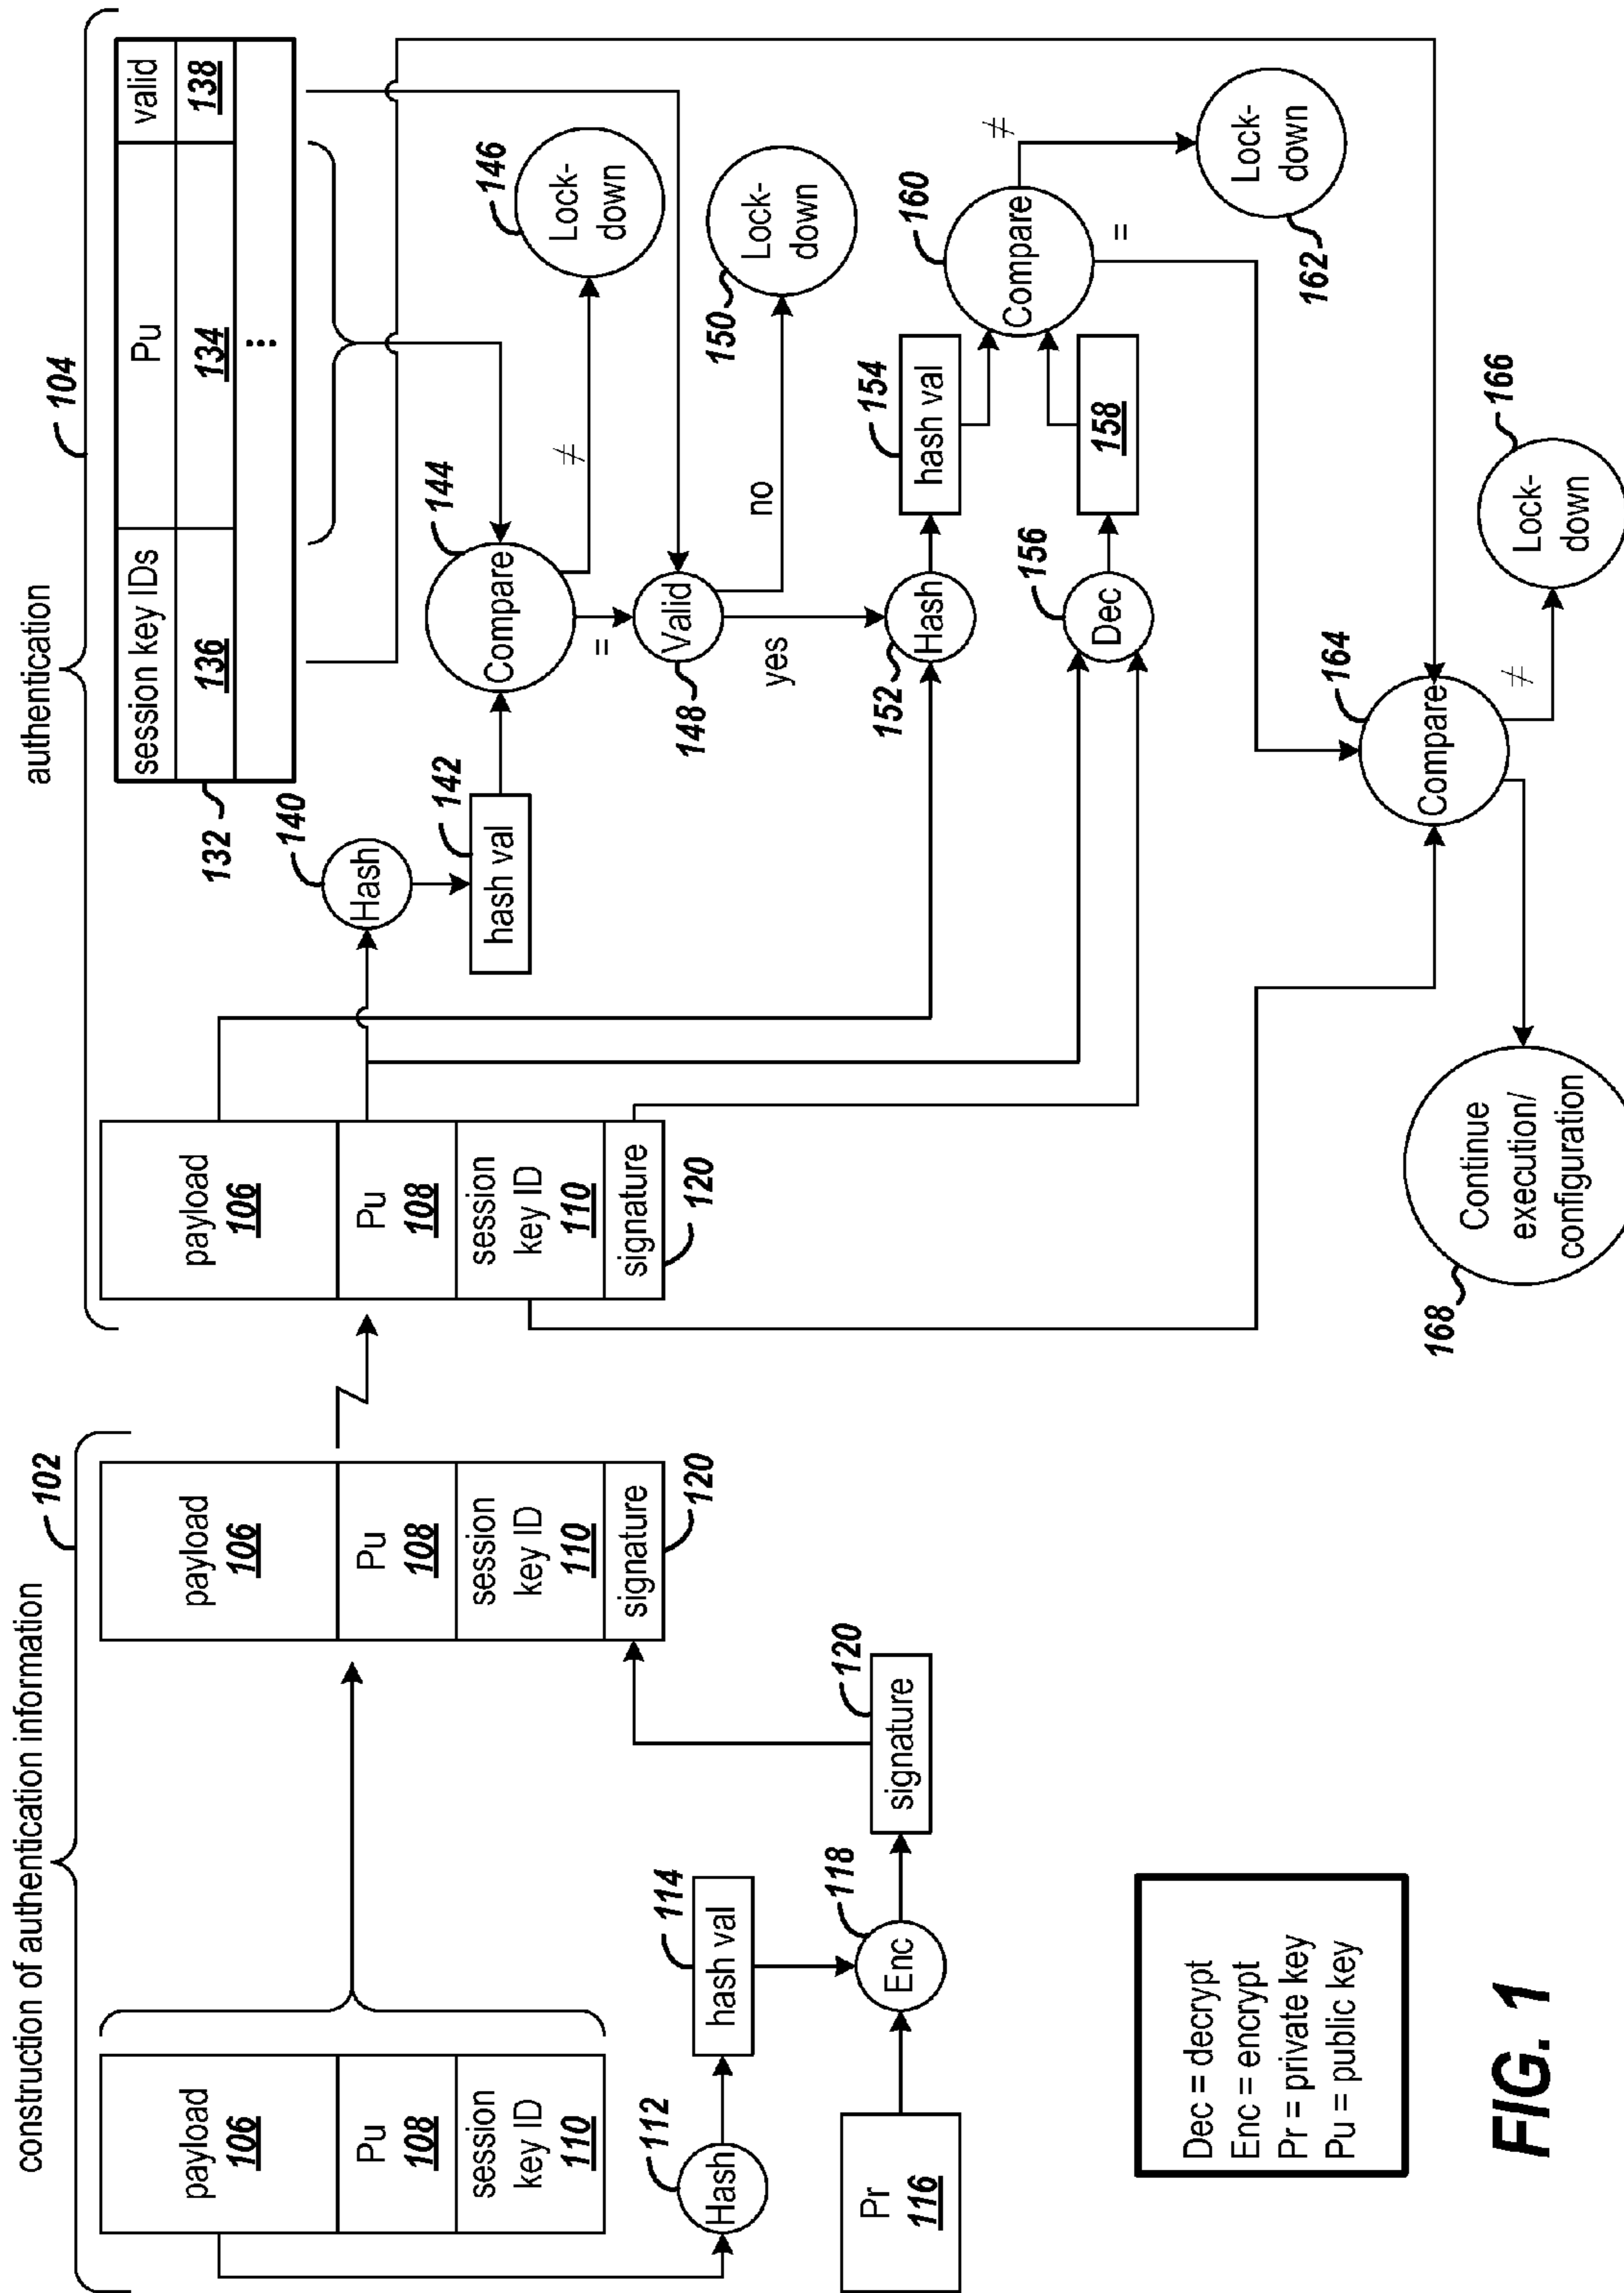 construction of authentication information
102
payload
106
Pu
108
session
key ID
110
payload
106
Pu
108
session
key ID
110
signature
120
112
Hash
114
hash val
Pr
116
118
Enc
120
signature
authentication
104
payload
106
Pu
108
session
key ID
110
signature
120
session key IDs
Pu
valid
136
134
138
⋮
132
140
Hash
142
hash val
144
Compare
≠
146
Lock-
down
=
148
Valid
no
150
Lock-
down
yes
152
Hash
154
hash val
156
Dec
158
160
Compare
≠
162
Lock-
down
=
164
Compare
≠
166
Lock-
down
168
Continue
execution/
configuration
Dec = decrypt
Enc = encrypt
Pr = private key
Pu = public key
FIG. 1